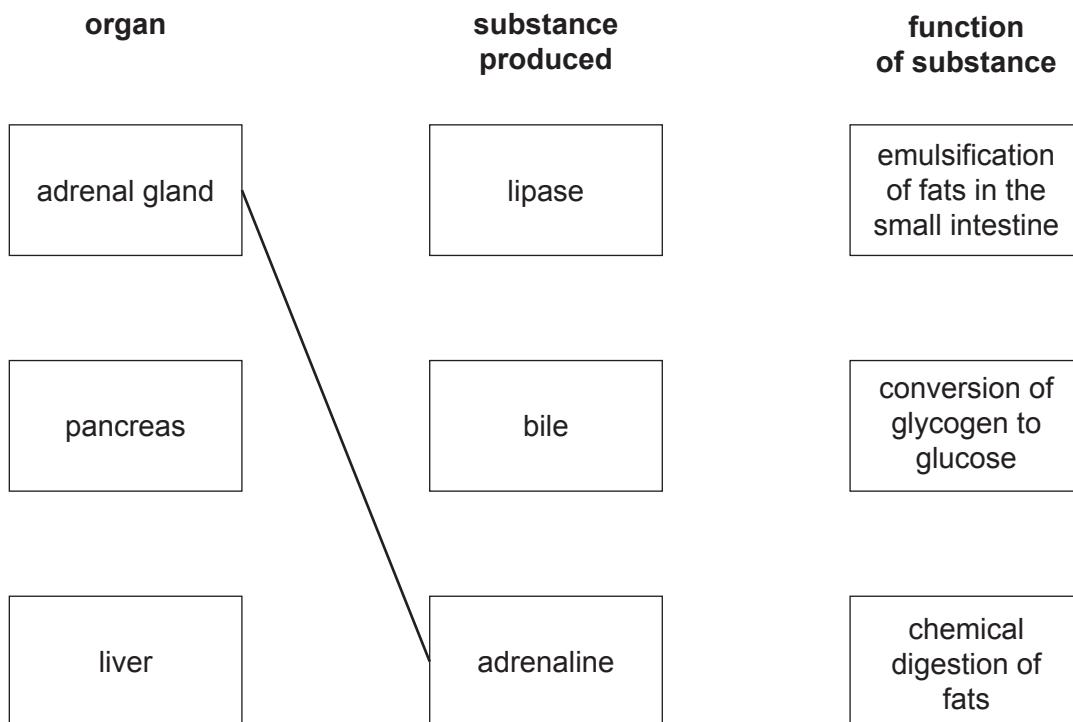 organ
substance
produced
function
of substance
adrenal gland
lipase
emulsification
of fats in the
small intestine
pancreas
bile
conversion of
glycogen to
glucose
liver
adrenaline
chemical
digestion of
fats